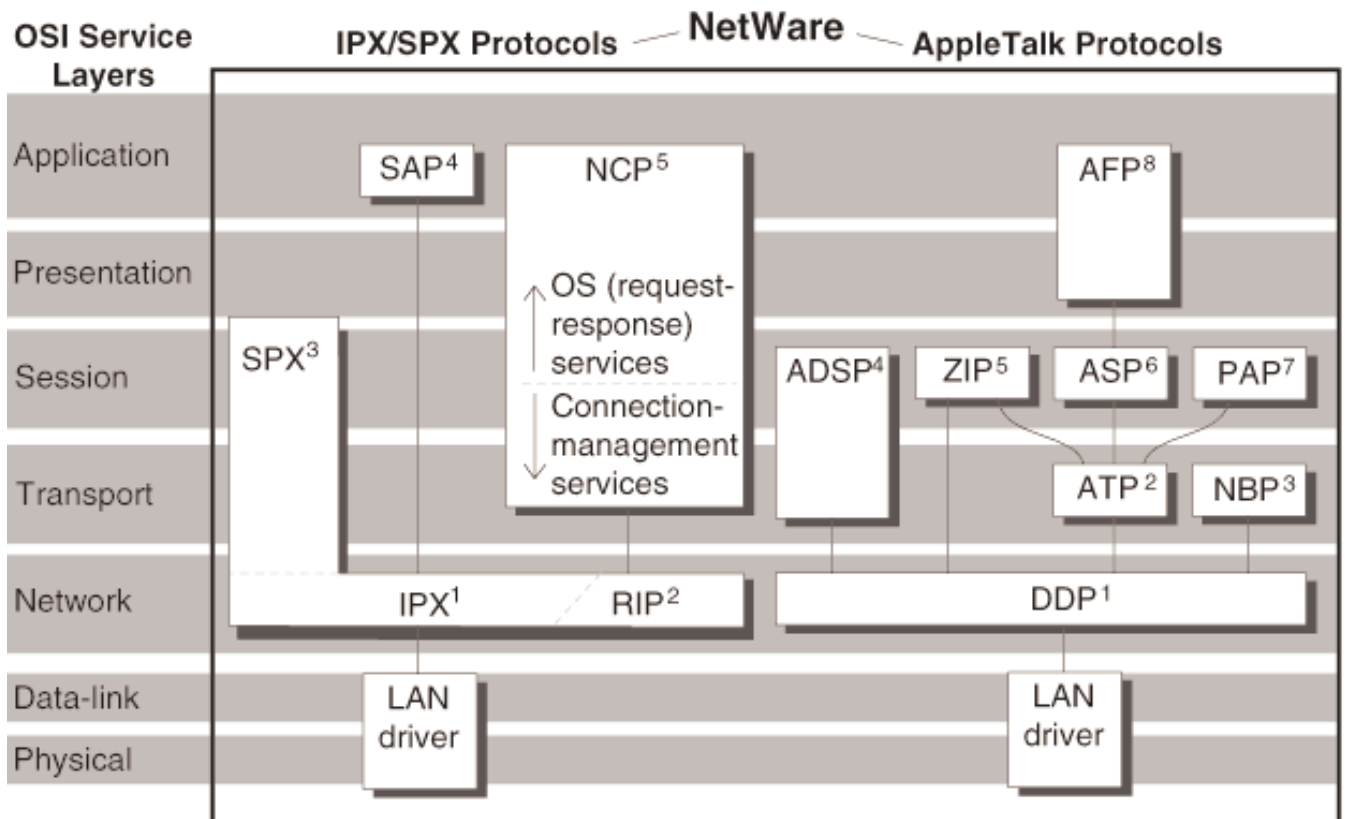 OSI Service
Layers
IPX/SPX Protocols
NetWare
AppleTalk Protocols
Application
SAP⁴
NCP⁵
AFP⁸
Presentation
OS (request-
response)
services
Session
SPX³
ADSP⁴
ZIP⁵
ASP⁶
PAP⁷
Connection-
management
services
Transport
ATP²
NBP³
Network
IPX¹
RIP²
DDP¹
Data-link
LAN
driver
LAN
driver
Physical